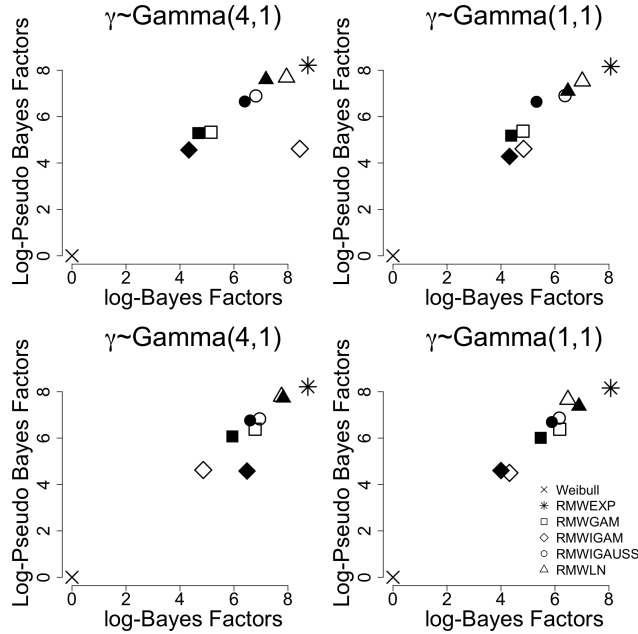 γ~Gamma(4,1)
Log-Pseudo Bayes Factors
8
6
4
2
0
0 2 4 6 8
log-Bayes Factors
γ~Gamma(1,1)
Log-Pseudo Bayes Factors
8
6
4
2
0
0 2 4 6 8
log-Bayes Factors
γ~Gamma(4,1)
Log-Pseudo Bayes Factors
8
6
4
2
0
0 2 4 6 8
log-Bayes Factors
γ~Gamma(1,1)
Log-Pseudo Bayes Factors
8
6
4
2
0
0 2 4 6 8
log-Bayes Factors
Weibull
RMWEXP
RMWGAM
RMWIGAM
RMWIGAUSS
RMWLN